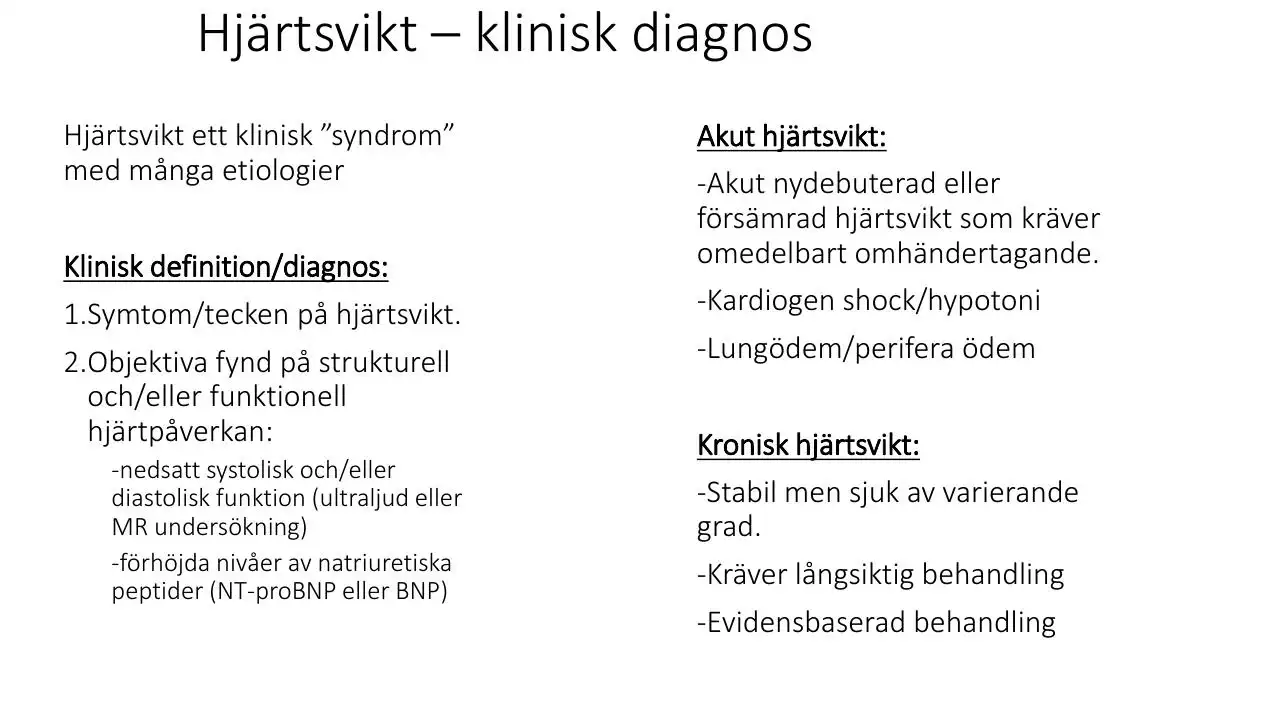 Hjärtsvikt – klinisk diagnos
Hjärtsvikt ett klinisk ”syndrom”
med många etiologier
Klinisk definition/diagnos:
1.Symtom/tecken på hjärtsvikt.
2.Objektiva fynd på strukturell
och/eller funktionell
hjärtpåverkan:
-nedsatt systolisk och/eller
diastolisk funktion (ultraljud eller
MR undersökning)
-förhöjda nivåer av natriuretiska
peptider (NT-proBNP eller BNP)
Akut hjärtsvikt:
-Akut nydebuterad eller
försämrad hjärtsvikt som kräver
omedelbart omhändertagande.
-Kardiogen shock/hypotoni
-Lungödem/perifera ödem
Kronisk hjärtsvikt:
-Stabil men sjuk av varierande
grad.
-Kräver långsiktig behandling
-Evidensbaserad behandling